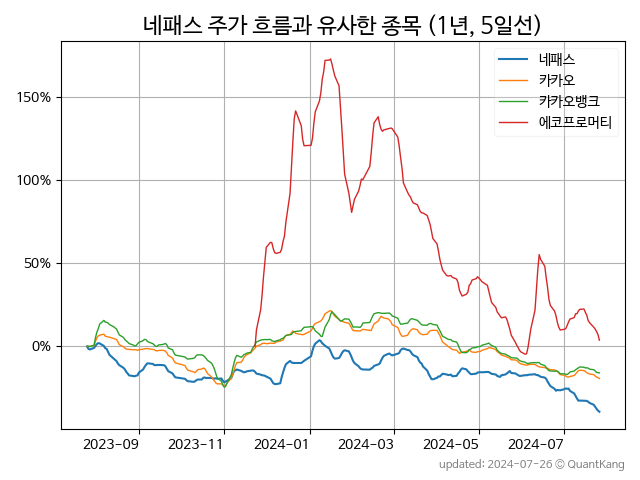 네패스 주가 흐름과 유사한 종목 (1년, 5일선)
네패스
카카오
카카오뱅크
에코프로머티
150%
100%
50%
0%
2023-09 2023-11 2024-01 2024-03 2024-05 2024-07
updated: 2024-07-26 © QuantKang